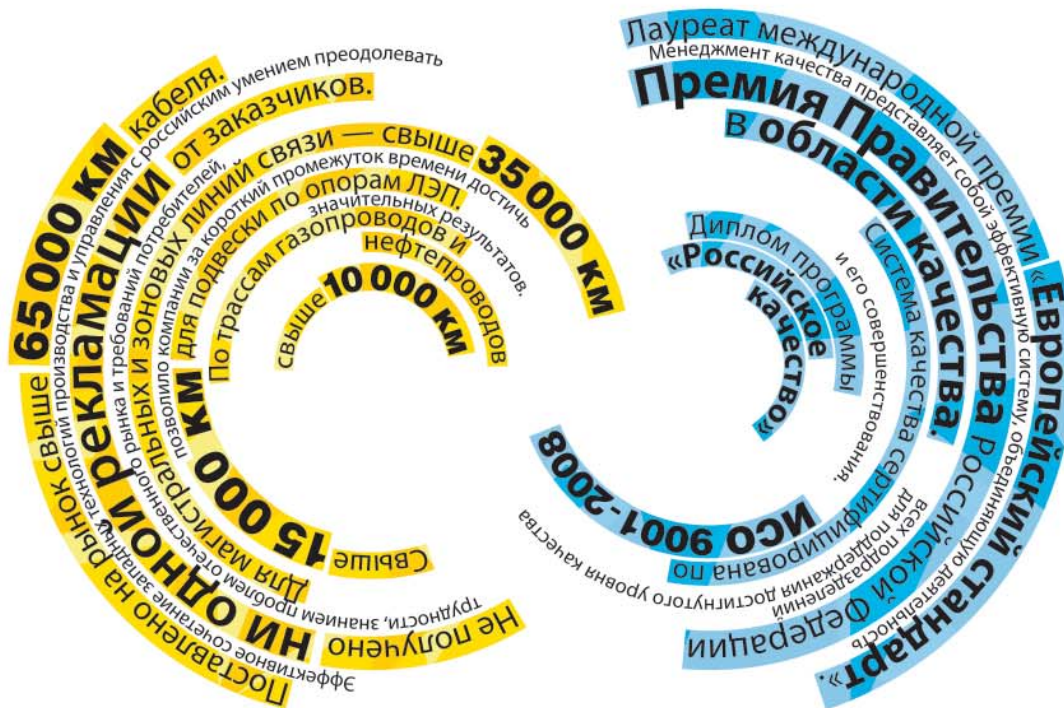 Поставлено на рынок свыше 65 000 км кабеля.
Эффективное сочетание западных технологий производства и управления с российским умением преодолевать
трудности, знании, проблем отечественного рынка и требований потребителей,
позволило компании за короткий промежуток времени достичь
значительных результатов.
Не получено ни одной рекламации от заказчиков.
Для магистральных и зоновых линий связи — свыше 35 000 км
Свыше 15 000 км для подвески по опорам ЛЭП.
По трассам газопроводов и
нефтепроводов
свыше 10 000 км
Лауреат международной премии «Европейский стандарт».
Менеджмент качества представляет собой эффективную систему, объединяющую деятельность
всех подразделений
для поддержания
достигнутого уровня качества
и его совершенствования.
Премия Правительства Российской Федерации
в области качества.
Система качества сертифицирована по
ИСО 9001-2008
Диплом программы
«Российское
качество»